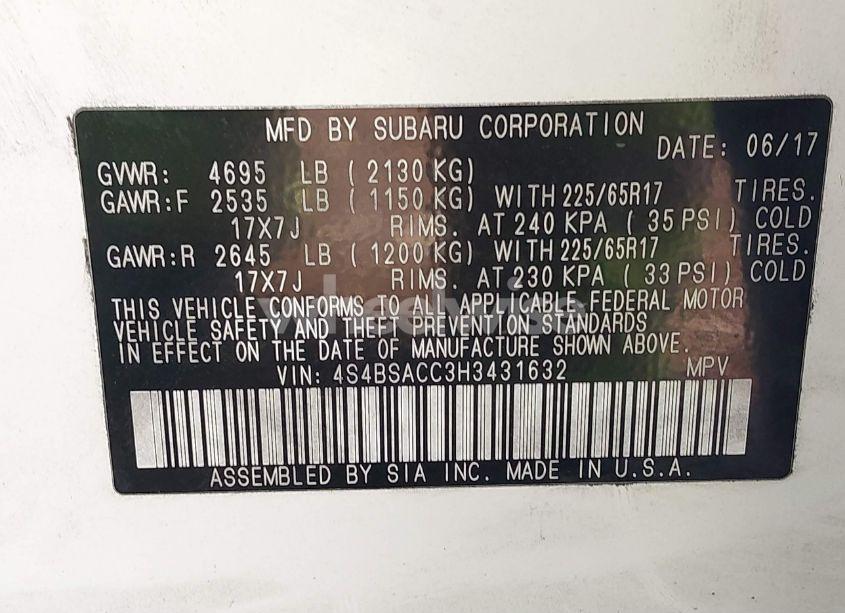 MFD BY SUBARU CORPORATION
DATE: 06/17
GVWR: 4695 LB ( 2130 KG)
GAWR:F 2535 LB ( 1150 KG) WITH 225/65R17 TIRES.
17X7J RIMS. AT 240 KPA ( 35 PSI) COLD
GAWR:R 2645 LB ( 1200 KG) WITH 225/65R17 TIRES.
17X7J RIMS. AT 230 KPA ( 33 PSI) COLD
THIS VEHICLE CONFORMS TO ALL APPLICABLE FEDERAL MOTOR
VEHICLE SAFETY AND THEFT PREVENTION STANDARDS
IN EFFECT ON THE DATE OF MANUFACTURE SHOWN ABOVE.
VIN: 4S4BSACC3H3431632 MPV
ASSEMBLED BY SIA INC. MADE IN U.S.A.